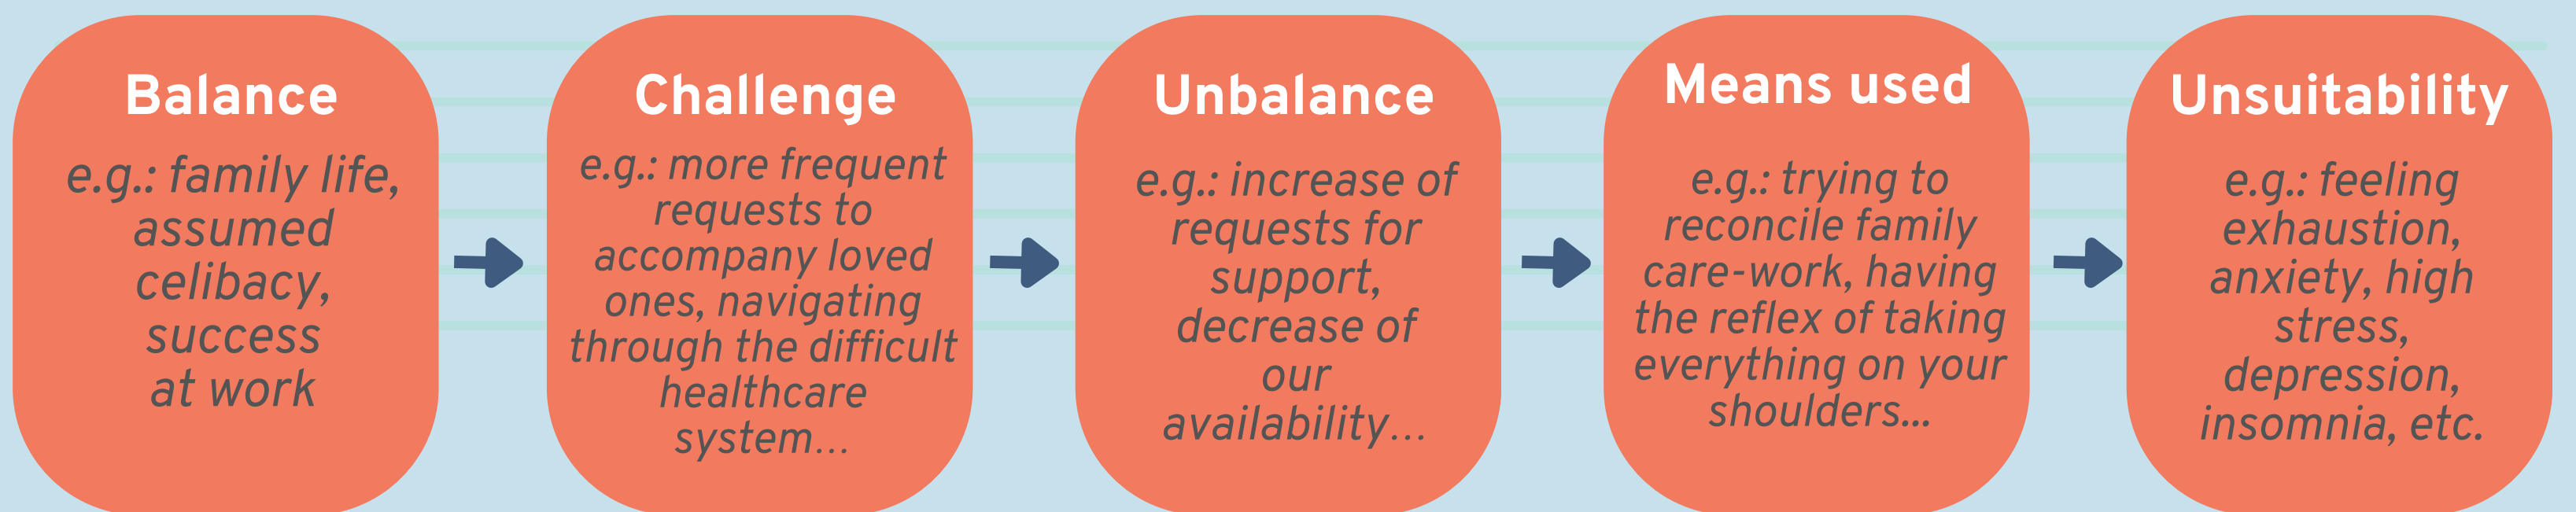 Balance
e.g.: family life,
assumed
celibacy,
success
at work
Challenge
e.g.: more frequent
requests to
accompany loved
ones, navigating
through the difficult
healthcare
system...
Unbalance
e.g.: increase of
requests for
support,
decrease of
our
availability...
Means used
e.g.: trying to
reconcile family
care-work, having
the reflex of taking
everything on your
shoulders...
Unsuitability
e.g.: feeling
exhaustion,
anxiety, high
stress,
depression,
insomnia, etc.